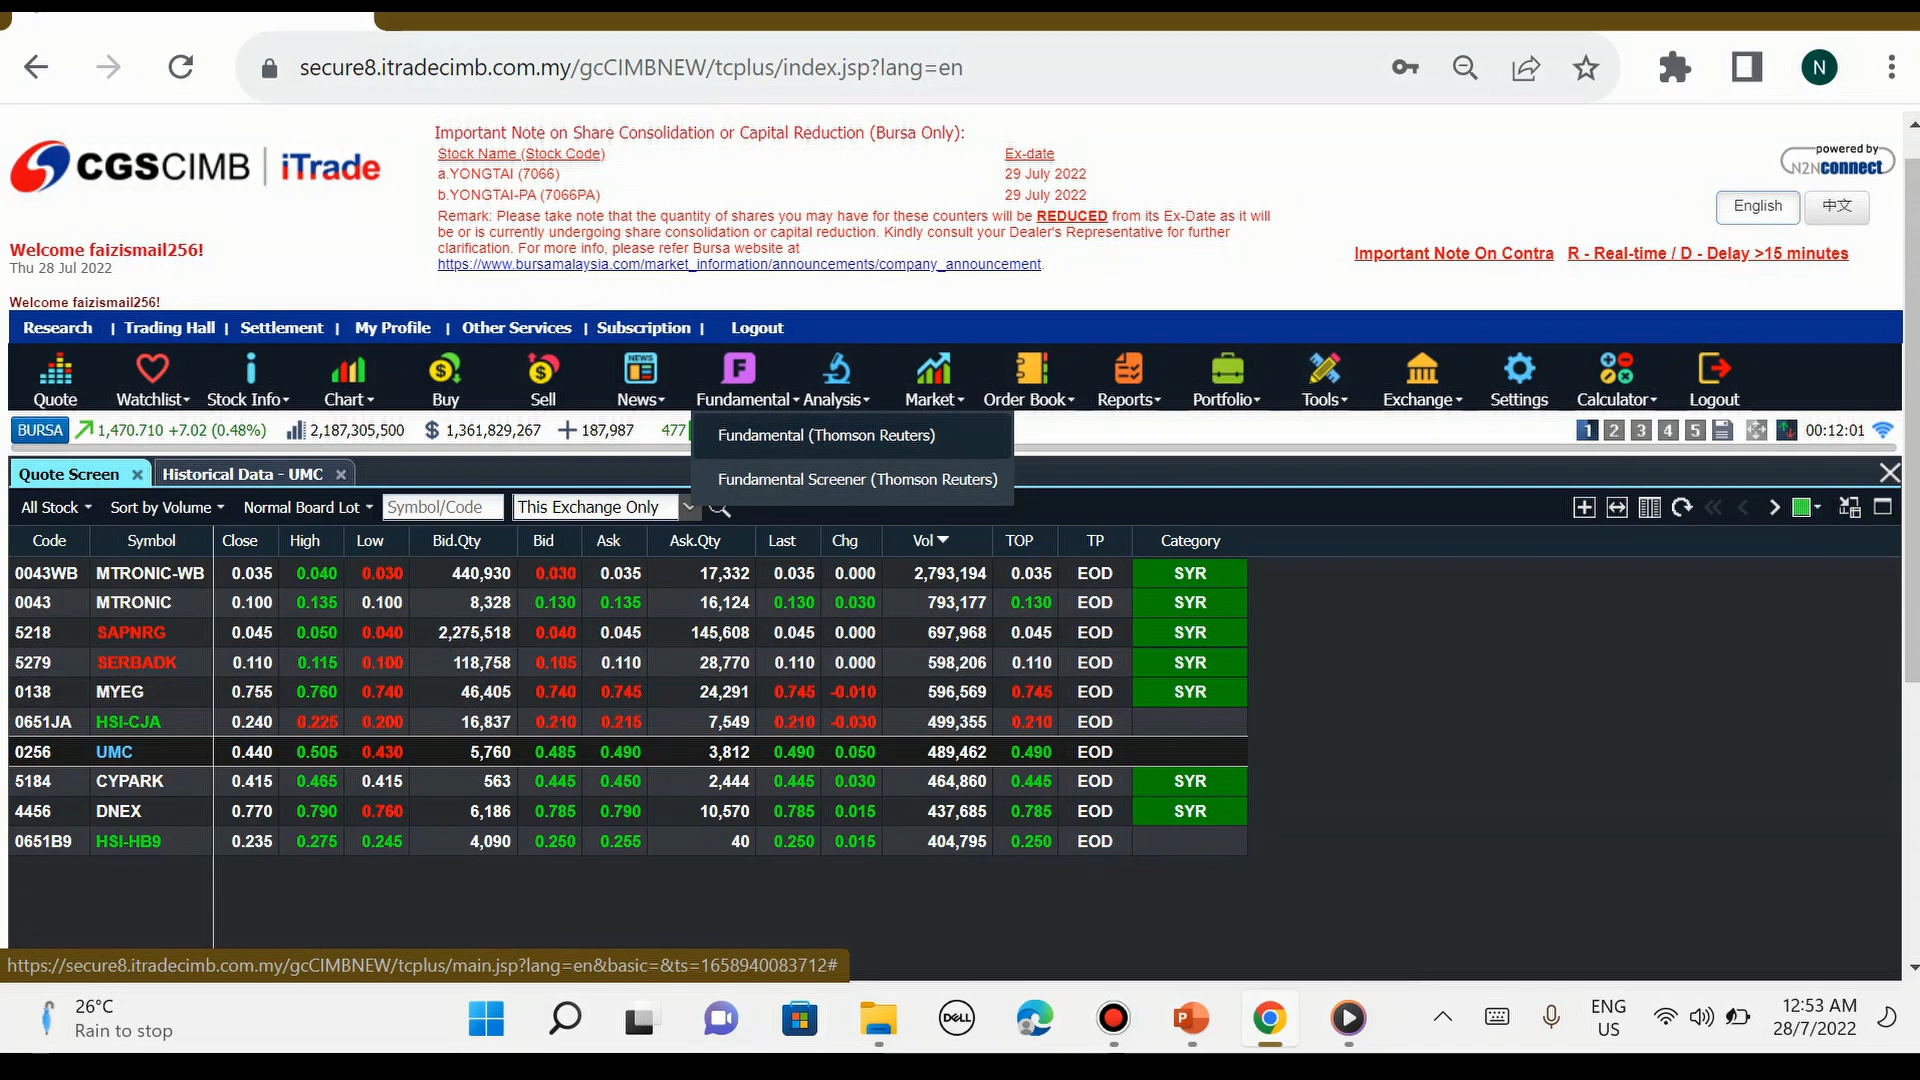 secure8.itradecimb.com.my/gcCIMBNEW/tcplus/index.jsp?lang=en
N
CGSCIMB | iTrade
Important Note on Share Consolidation or Capital Reduction (Bursa Only):
Stock Name (Stock Code) Ex-date
a.YONGTAI (7066) 29 July 2022
b.YONGTAI-PA (7066PA) 29 July 2022
Remark: Please take note that the quantity of shares you may have for these counters will be REDUCED from its Ex-Date as it will
be or is currently undergoing share consolidation or capital reduction. Kindly consult your Dealer's Representative for further
clarification. For more info, please refer Bursa website at
https://www.bursamalaysia.com/market_information/announcements/company_announcement.
powered by
N2Nconnect
English 中文
Important Note On Contra R - Real-time / D - Delay >15 minutes
Welcome faizismail256!
Thu 28 Jul 2022
Welcome faizismail256!
Research | Trading Hall | Settlement | My Profile | Other Services | Subscription | Logout
NEWS
F
Quote Watchlist Stock Info Chart Buy Sell News Fundamental Analysis Market Order Book Reports Portfolio Tools Exchange Settings Calculator Logout
BURSA 1,470.710 +7.02 (0.48%) 2,187,305,500 $ 1,361,829,267 187,987 477 1 2 3 4 5 00:12:01
Fundamental (Thomson Reuters)
Fundamental Screener (Thomson Reuters)
Quote Screen × Historical Data - UMC ×
All Stock Sort by Volume Normal Board Lot Symbol/Code This Exchange Only
Code Symbol Close High Low Bid.Qty Bid Ask Ask.Qty Last Chg Vol TOP TP Category
0043WB MTRONIC-WB 0.035 0.040 0.030 440,930 0.030 0.035 17,332 0.035 0.000 2,793,194 0.035 EOD SYR
0043 MTRONIC 0.100 0.135 0.100 8,328 0.130 0.135 16,124 0.130 0.030 793,177 0.130 EOD SYR
5218 SAPNRG 0.045 0.050 0.040 2,275,518 0.040 0.045 145,608 0.045 0.000 697,968 0.045 EOD SYR
5279 SERBADK 0.110 0.115 0.100 118,758 0.105 0.110 28,770 0.110 0.000 598,206 0.110 EOD SYR
0138 MYEG 0.755 0.760 0.740 46,405 0.740 0.745 24,291 0.745 -0.010 596,569 0.745 EOD SYR
0651JA HSI-CJA 0.240 0.225 0.200 16,837 0.210 0.215 7,549 0.210 -0.030 499,355 0.210 EOD
0256 UMC 0.440 0.505 0.430 5,760 0.485 0.490 3,812 0.490 0.050 489,462 0.490 EOD
5184 CYPARK 0.415 0.465 0.415 563 0.445 0.450 2,444 0.445 0.030 464,860 0.445 EOD SYR
4456 DNEX 0.770 0.790 0.760 6,186 0.785 0.790 10,570 0.785 0.015 437,685 0.785 EOD SYR
0651B9 HSI-HB9 0.235 0.275 0.245 4,090 0.250 0.255 40 0.250 0.015 404,795 0.250 EOD
https://secure8.itradecimb.com.my/gcCIMBNEW/tcplus/main.jsp?lang=en&basic=&ts=1658940083712#
26°C
Rain to stop
DELL
P
ENG
US
12:53 AM
28/7/2022